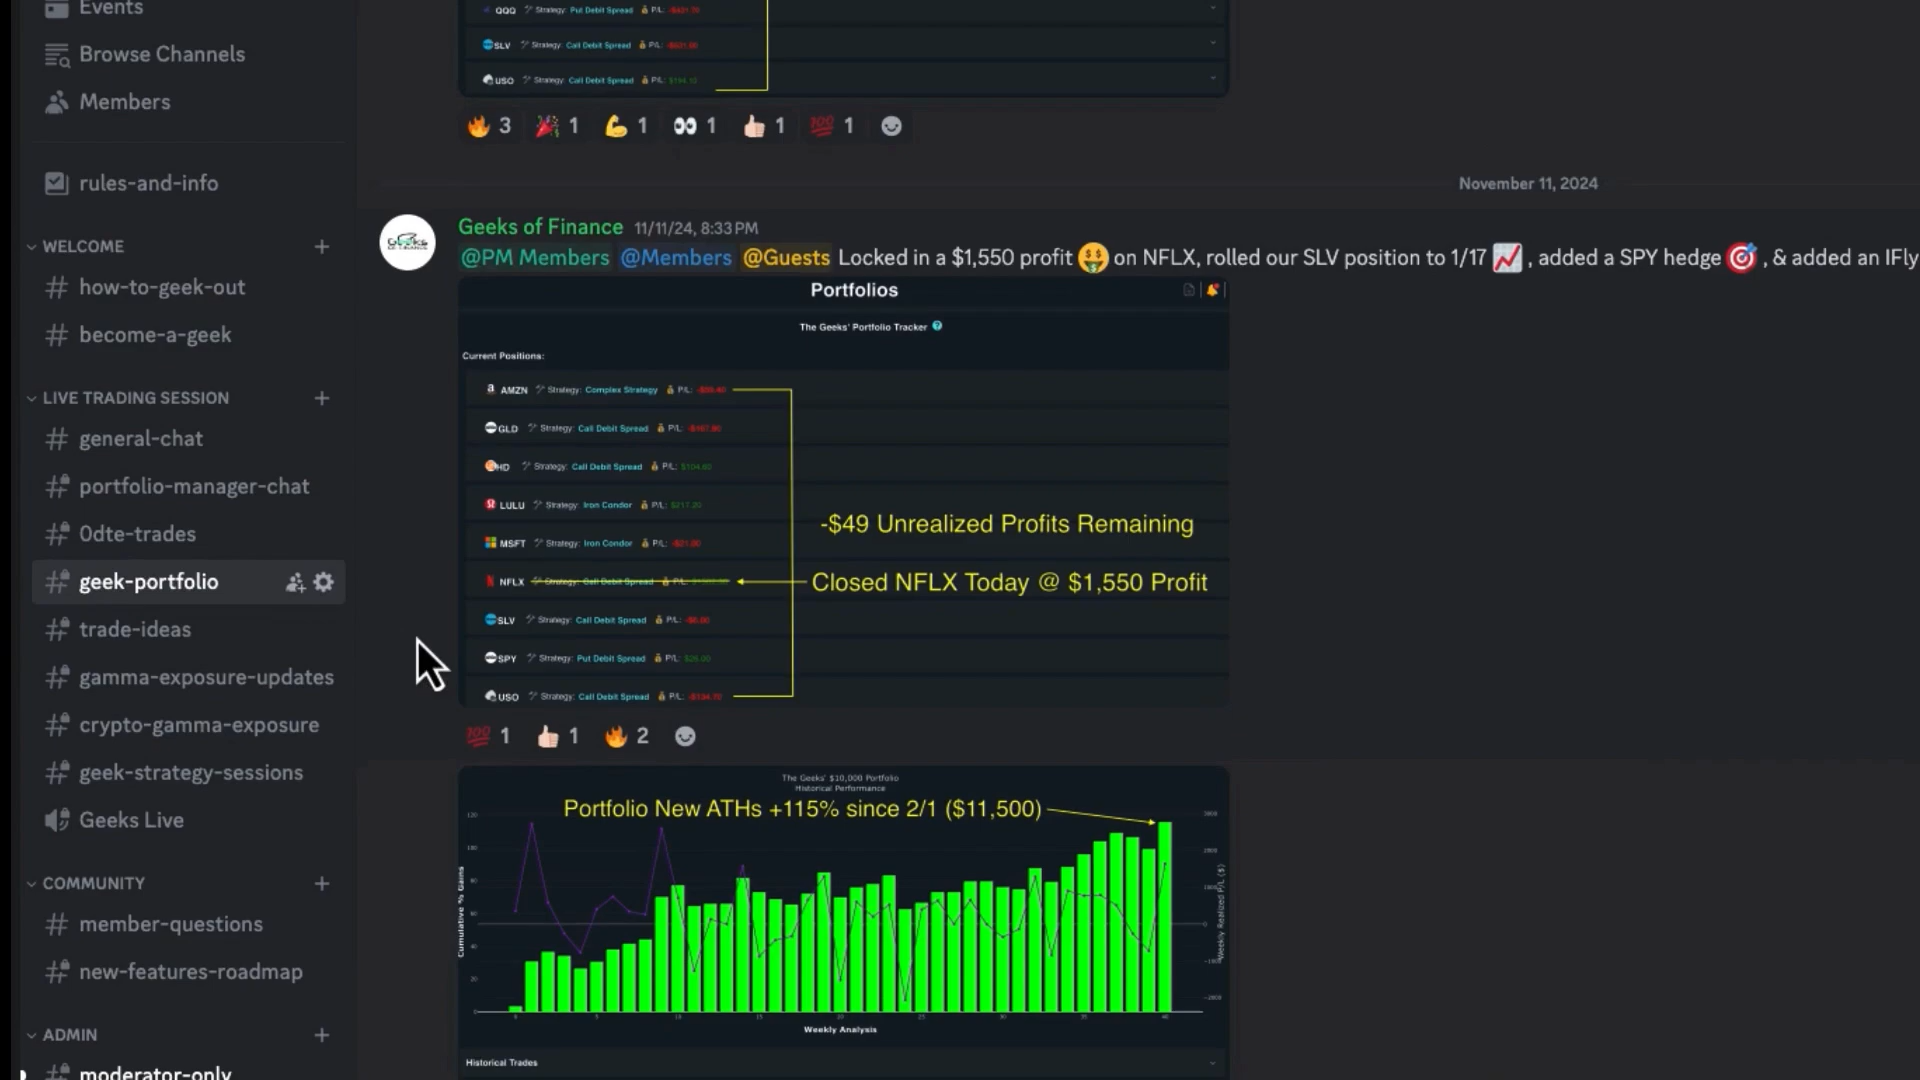 Events
Browse Channels
Members
rules-and-info
WELCOME
how-to-geek-out
become-a-geek
LIVE TRADING SESSION
general-chat
portfolio-manager-chat
0dte-trades
geek-portfolio
trade-ideas
gamma-exposure-updates
crypto-gamma-exposure
geek-strategy-sessions
Geeks Live
COMMUNITY
member-questions
new-features-roadmap
ADMIN
moderator-only
QQQ Strategy: Put Debit Spread P/L:
SLV Strategy: Call Debit Spread P/L:
USO Strategy: Call Debit Spread P/L:
3 1 1 1 1 1
November 11, 2024
Geeks of Finance 11/11/24, 8:33 PM
@PM Members @Members @Guests Locked in a $1,550 profit 🤑 on NFLX, rolled our SLV position to 1/17 📈 , added a SPY hedge 🎯 , & added an IFly
Portfolios
The Geeks' Portfolio Tracker
Current Positions:
AMZN Strategy: Complex Strategy P/L:
GLD Strategy: Call Debit Spread P/L:
HD Strategy: Call Debit Spread P/L:
LULU Strategy: Iron Condor P/L:
MSFT Strategy: Iron Condor P/L:
NFLX Strategy: Call Debit Spread P/L:
SLV Strategy: Call Debit Spread P/L:
SPY Strategy: Put Debit Spread P/L:
USO Strategy: Call Debit Spread P/L:
-$49 Unrealized Profits Remaining
Closed NFLX Today @ $1,550 Profit
1 1 2
The Geeks' $10,000 Portfolio
Historical Performance
Portfolio New ATHs +115% since 2/1 ($11,500)
Cumulative % Gains
Weekly Realized P/L ($)
Weekly Analysis
Historical Trades